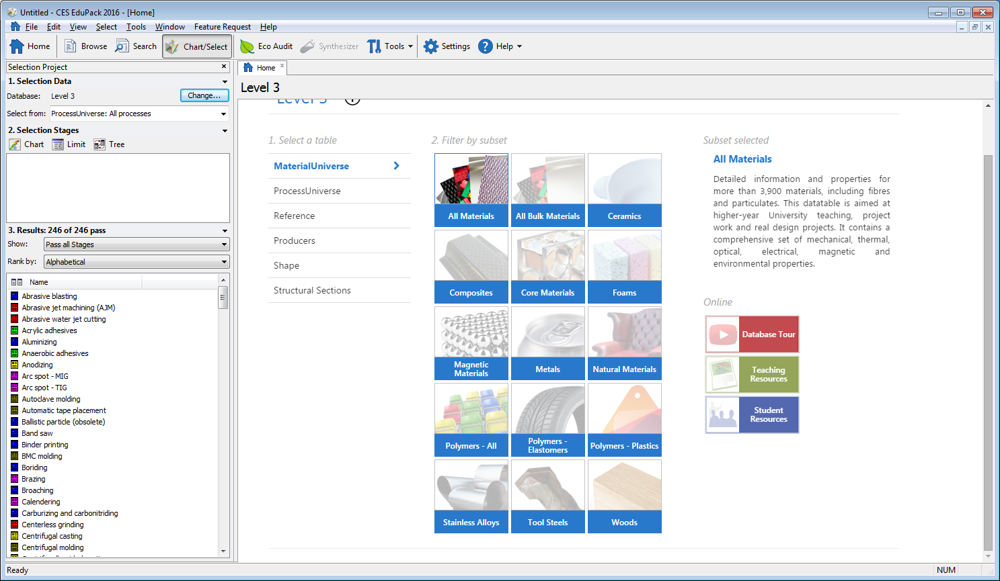 Untitled - CES EduPack 2016 - [Home]
File Edit View Select Tools Window Feature Request Help
Home Browse Search Chart/Select Eco Audit Synthesizer Tools Settings Help
Selection Project
1. Selection Data
Database: Level 3 Change...
Select from: ProcessUniverse: All processes
2. Selection Stages
Chart Limit Tree
3. Results: 246 of 246 pass
Show: Pass all Stages
Rank by: Alphabetical
Name
Abrasive blasting
Abrasive jet machining (AJM)
Abrasive water jet cutting
Acrylic adhesives
Aluminizing
Anaerobic adhesives
Anodizing
Arc spot - MIG
Arc spot - TIG
Autoclave molding
Automatic tape placement
Ballistic particle (obsolete)
Band saw
Binder printing
BMC molding
Boriding
Brazing
Broaching
Calendering
Carburizing and carbonitriding
Centerless grinding
Centrifugal casting
Centrifugal molding
Home
Level 3
Level 3
1. Select a table
MaterialUniverse
ProcessUniverse
Reference
Producers
Shape
Structural Sections
2. Filter by subset
All Materials
All Bulk Materials
Ceramics
Composites
Core Materials
Foams
Magnetic
Materials
Metals
Natural Materials
Polymers - All
Polymers -
Elastomers
Polymers - Plastics
Stainless Alloys
Tool Steels
Woods
Subset selected
All Materials
Detailed information and properties for
more than 3,900 materials, including fibres
and particulates. This datatable is aimed at
higher-year University teaching, project
work and real design projects. It contains a
comprehensive set of mechanical, thermal,
optical, electrical, magnetic and
environmental properties.
Online
Database Tour
Teaching
Resources
Student
Resources
Ready
NUM